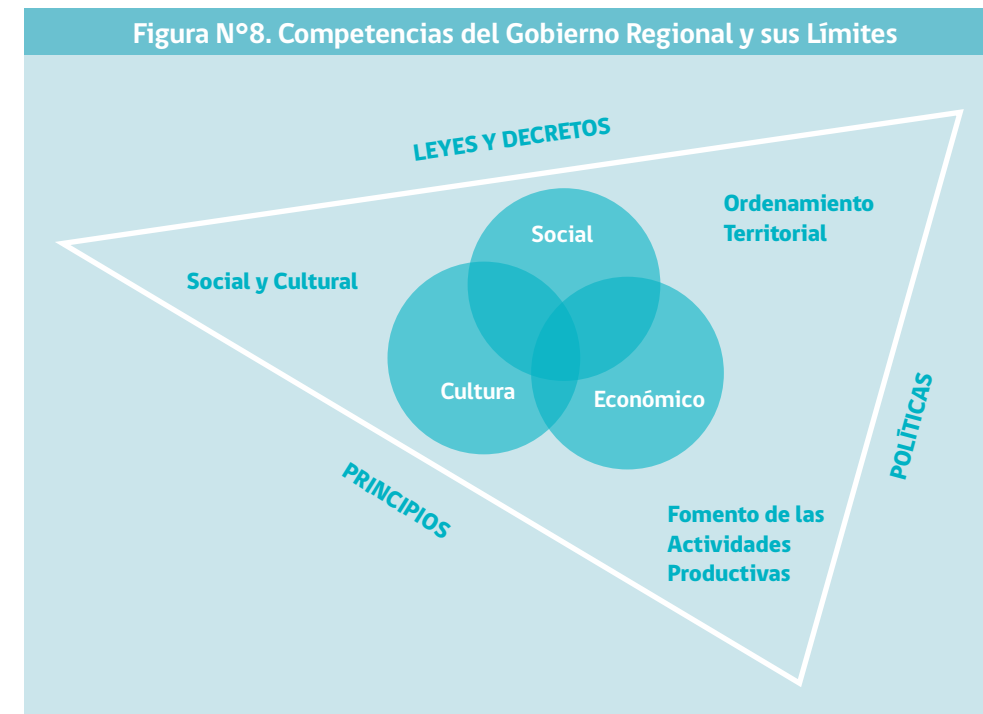 Figura N°8. Competencias del Gobierno Regional y sus Límites
LEYES Y DECRETOS
Ordenamiento
Territorial
Social
Social y Cultural
Cultura
Económico
POLÏTICAS
PRINCIPIOS
Fomento de las
Actividades
Productivas